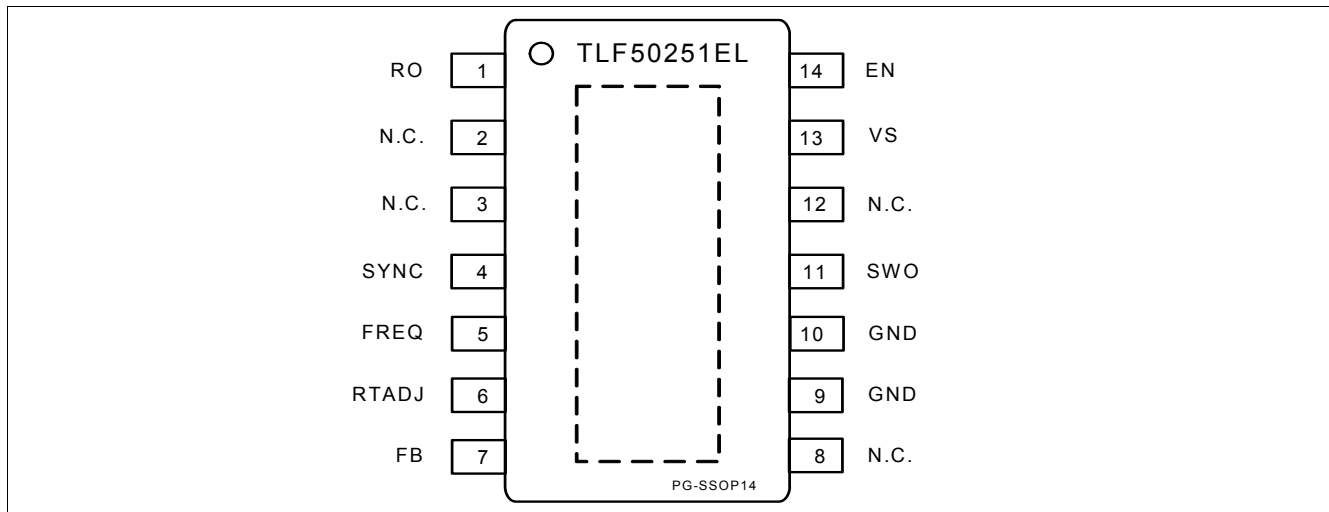 TLF50251EL
RO 1 14 EN
N.C. 2 13 VS
N.C. 3 12 N.C.
SYNC 4 11 SWO
FREQ 5 10 GND
RTADJ 6 9 GND
FB 7 8 N.C.
PG-SSOP14